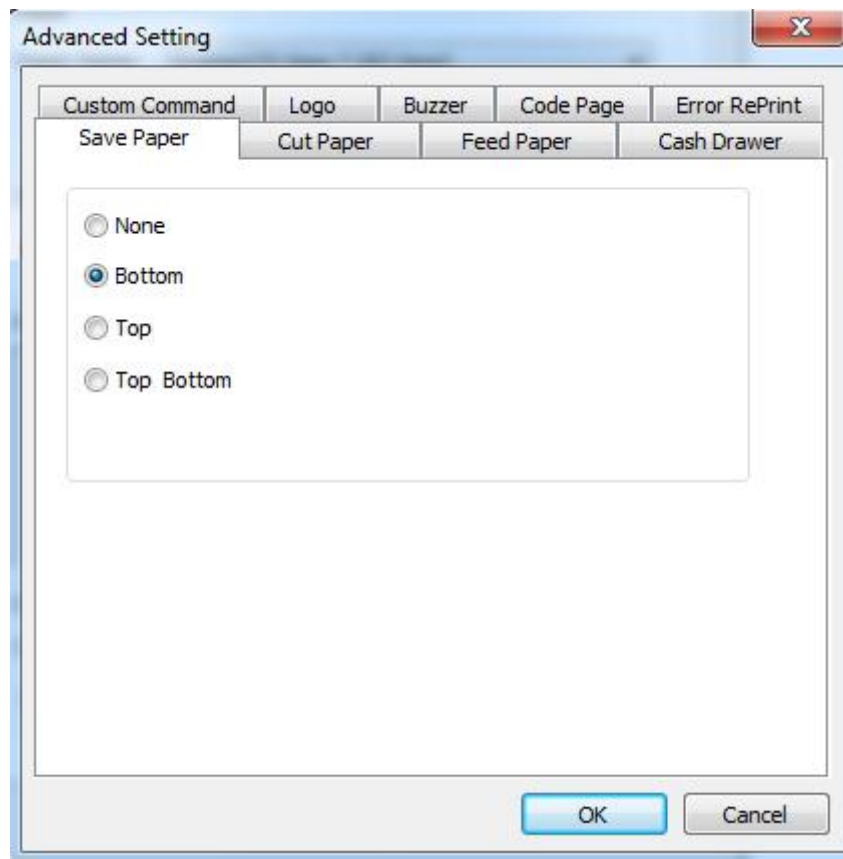 Advanced Setting
Custom Command Logo Buzzer Code Page Error RePrint
Save Paper Cut Paper Feed Paper Cash Drawer
None
Bottom
Top
Top Bottom
OK Cancel